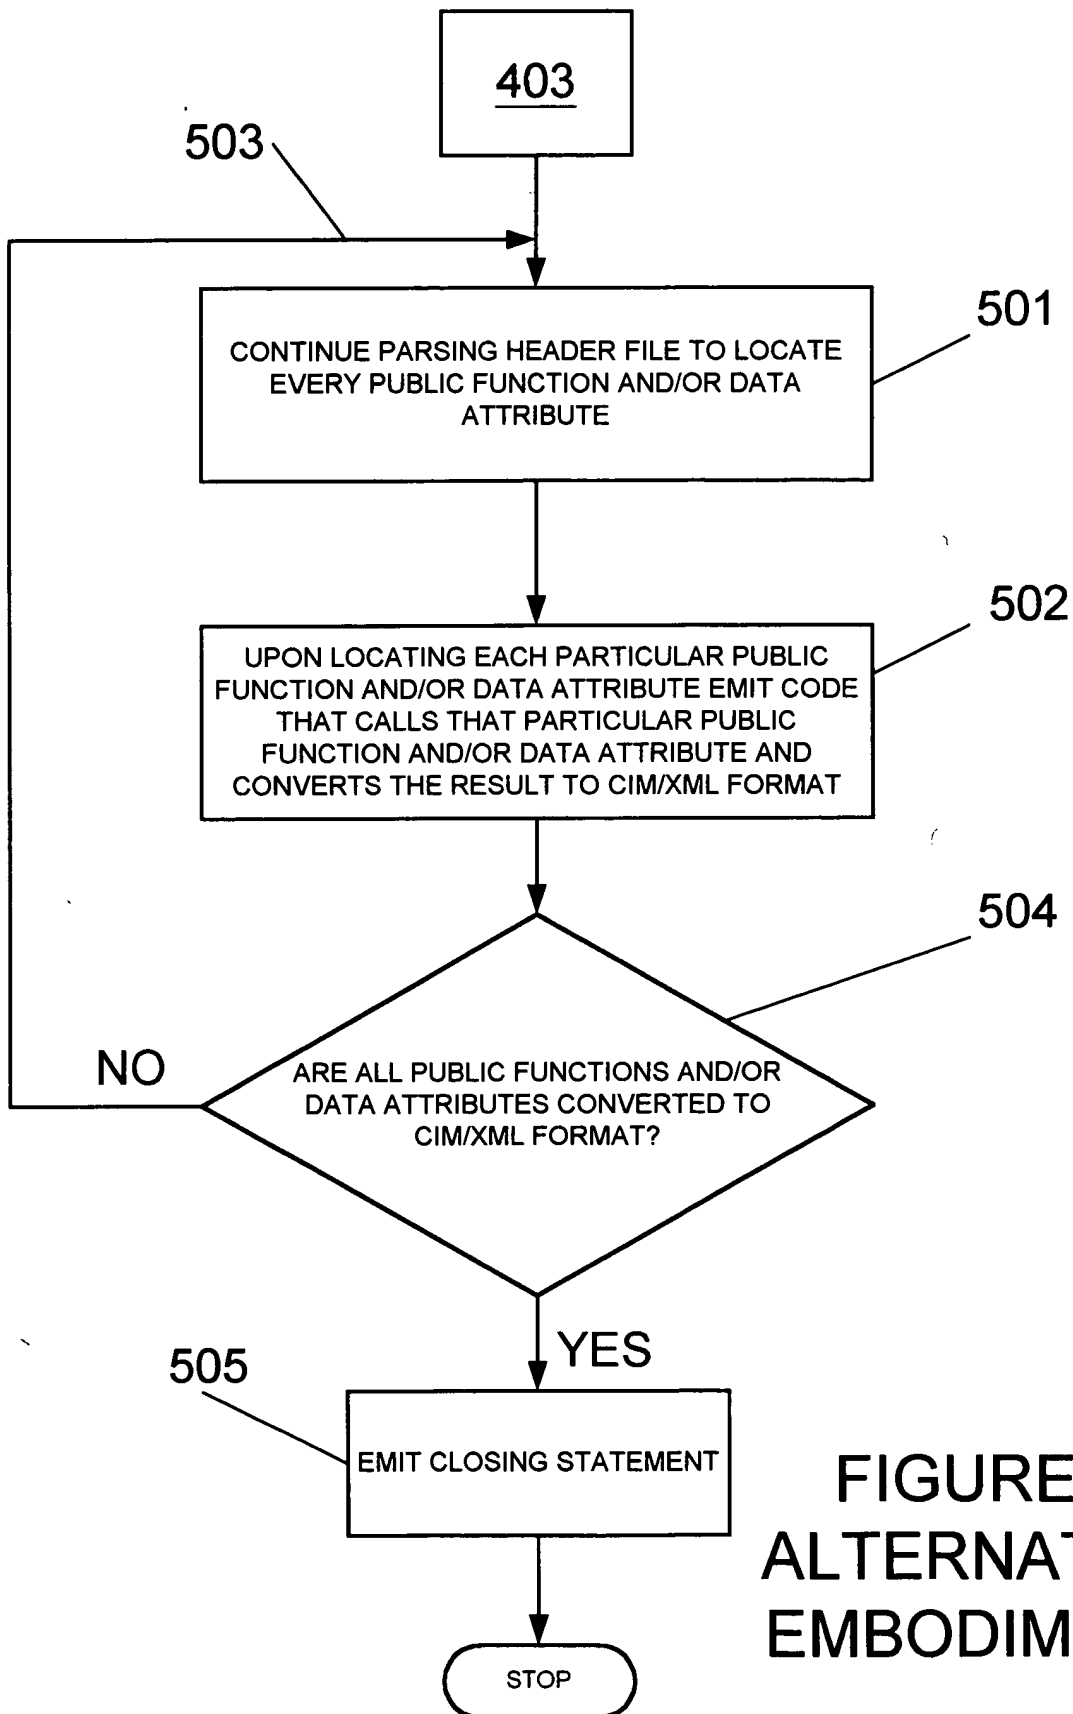 403
503
501
CONTINUE PARSING HEADER FILE TO LOCATE
EVERY PUBLIC FUNCTION AND/OR DATA
ATTRIBUTE
502
UPON LOCATING EACH PARTICULAR PUBLIC
FUNCTION AND/OR DATA ATTRIBUTE EMIT CODE
THAT CALLS THAT PARTICULAR PUBLIC
FUNCTION AND/OR DATA ATTRIBUTE AND
CONVERTS THE RESULT TO CIM/XML FORMAT
504
NO
ARE ALL PUBLIC FUNCTIONS AND/OR
DATA ATTRIBUTES CONVERTED TO
CIM/XML FORMAT?
YES
505
EMIT CLOSING STATEMENT
FIGURE
ALTERNAT
EMBODIM
STOP